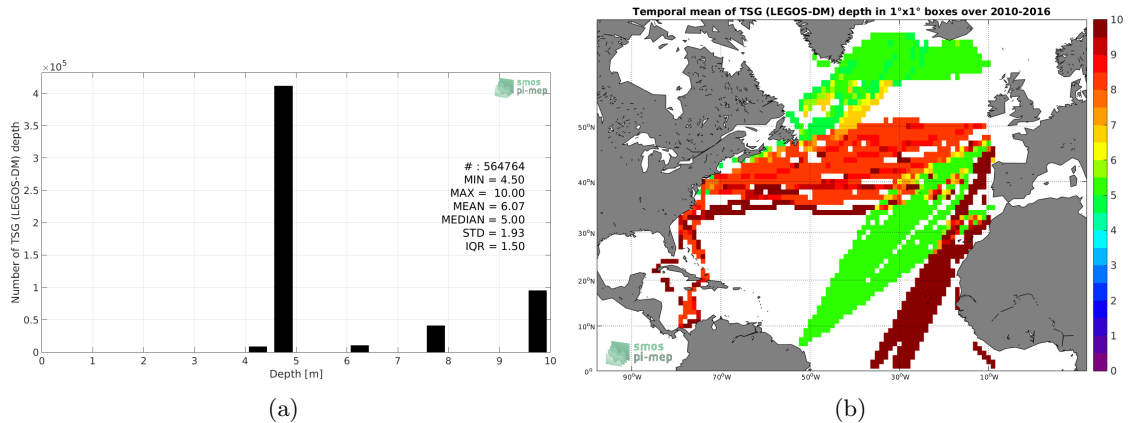 ×10⁵
4
3.5
3
2.5
2
1.5
1
0.5
0
Number of TSG (LEGOS-DM) depth
smos
pi-mep
# : 564764
MIN = 4.50
MAX = 10.00
MEAN = 6.07
MEDIAN = 5.00
STD = 1.93
IQR = 1.50
0 1 2 3 4 5 6 7 8 9 10
Depth [m]
(a)
Temporal mean of TSG (LEGOS-DM) depth in 1°x1° boxes over 2010-2016
50°N
40°N
30°N
20°N
10°N
0°
smos
pi-mep
90°W 70°W 50°W 30°W 10°W
10
9
8
7
6
5
4
3
2
1
0
(b)